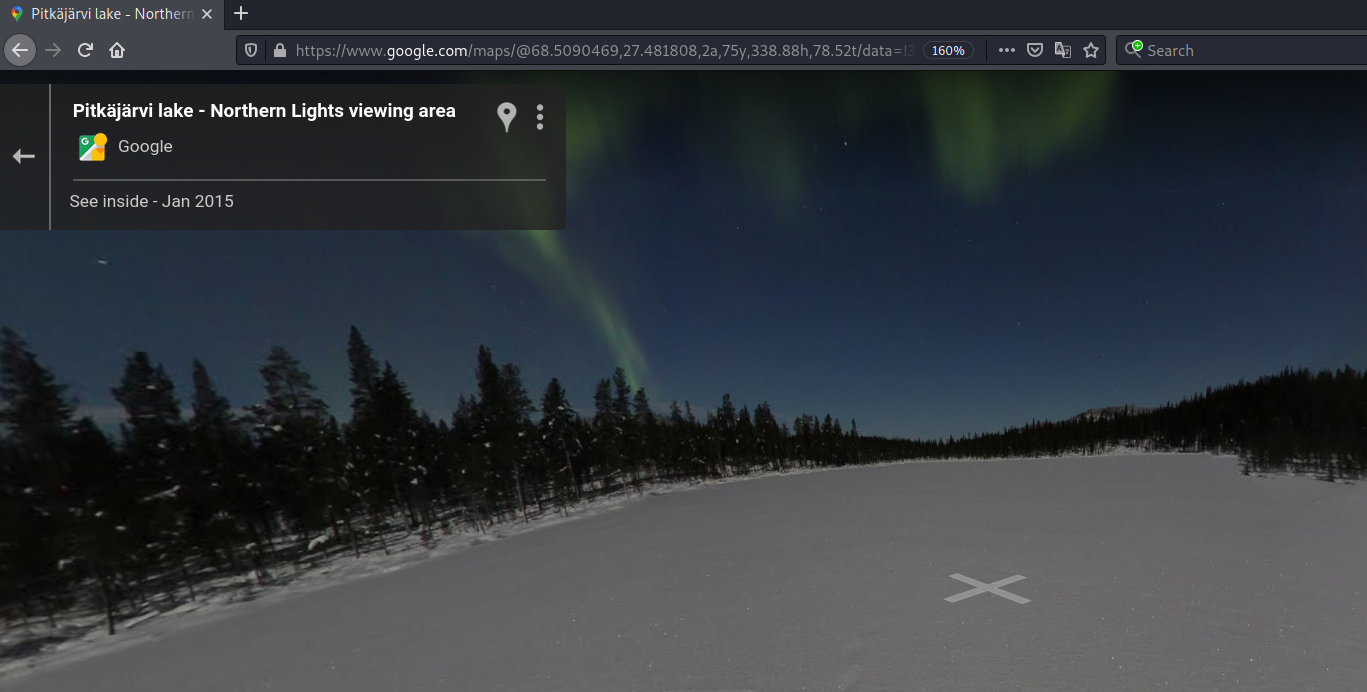 Pitkäjärvi lake - Northern
https://www.google.com/maps/@68.5090469,27.481808,2a,75y,338.88h,78.52t/data=!3
160%
Search
Pitkäjärvi lake - Northern Lights viewing area
G
Google
See inside - Jan 2015